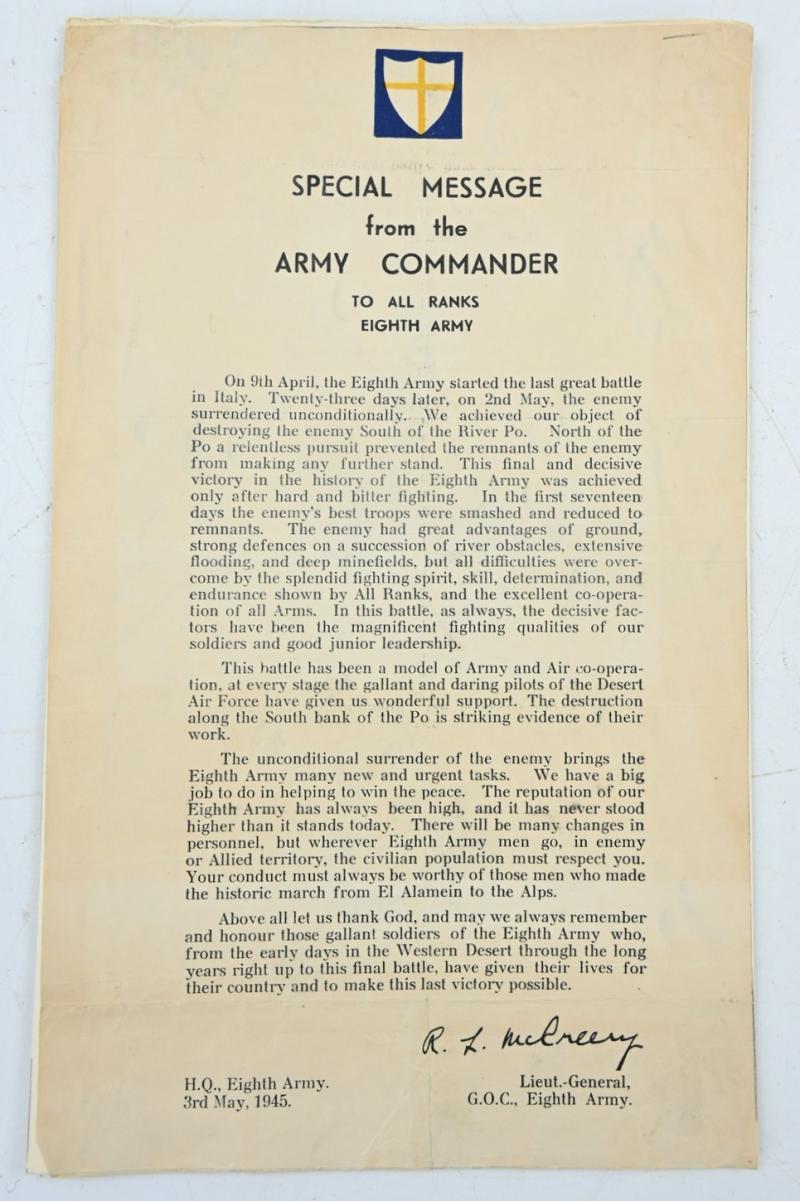 SPECIAL MESSAGE
from the
ARMY COMMANDER
TO ALL RANKS
EIGHTH ARMY
On 9th April, the Eighth Army started the last great battle
in Italy. Twenty-three days later, on 2nd May, the enemy
surrendered unconditionally. We achieved our object of
destroying the enemy South of the River Po. North of the
Po a relentless pursuit prevented the remnants of the enemy
from making any further stand. This final and decisive
victory in the history of the Eighth Army was achieved
only after hard and bitter fighting. In the first seventeen
days the enemy's best troops were smashed and reduced to
remnants. The enemy had great advantages of ground,
strong defences on a succession of river obstacles, extensive
flooding, and deep minefields, but all difficulties were over-
come by the splendid fighting spirit, skill, determination, and
endurance shown by All Ranks, and the excellent co-opera-
tion of all Arms. In this battle, as always, the decisive fac-
tors have been the magnificent fighting qualities of our
soldiers and good junior leadership.
This battle has been a model of Army and Air co-opera-
tion, at every stage the gallant and daring pilots of the Desert
Air Force have given us wonderful support. The destruction
along the South bank of the Po is striking evidence of their
work.
The unconditional surrender of the enemy brings the
Eighth Army many new and urgent tasks. We have a big
job to do in helping to win the peace. The reputation of our
Eighth Army has always been high, and it has never stood
higher than it stands today. There will be many changes in
personnel, but wherever Eighth Army men go, in enemy
or Allied territory, the civilian population must respect you.
Your conduct must always be worthy of those men who made
the historic march from El Alamein to the Alps.
Above all let us thank God, and may we always remember
and honour those gallant soldiers of the Eighth Army who,
from the early days in the Western Desert through the long
years right up to this final battle, have given their lives for
their country and to make this last victory possible.
R. L. McCreery
Lieut.-General,
G.O.C., Eighth Army.
H.Q., Eighth Army.
3rd May, 1945.